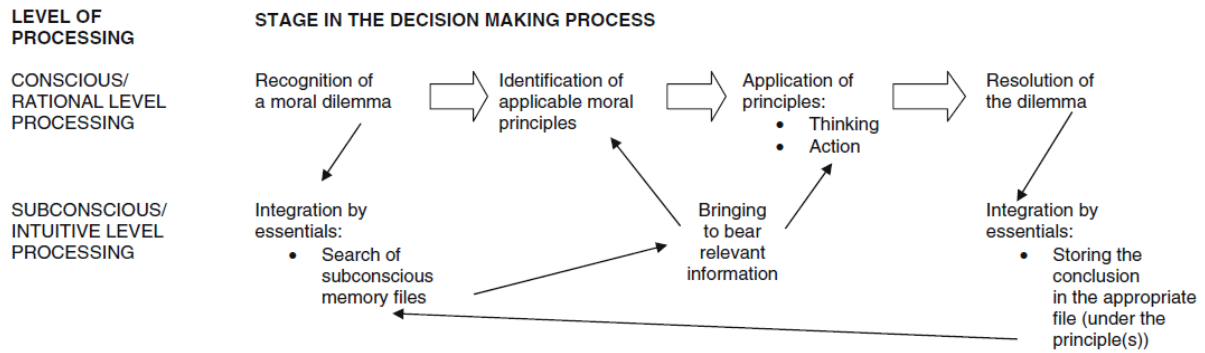 LEVEL OF
PROCESSING
STAGE IN THE DECISION MAKING PROCESS
CONSCIOUS/
RATIONAL LEVEL
PROCESSING
Recognition of
a moral dilemma
Identification of
applicable moral
principles
Application of
principles:
• Thinking
• Action
Resolution of
the dilemma
SUBCONSCIOUS/
INTUITIVE LEVEL
PROCESSING
Integration by
essentials:
• Search of
subconscious
memory files
Bringing
to bear
relevant
information
Integration by
essentials:
• Storing the
conclusion
in the appropriate
file (under the
principle(s))